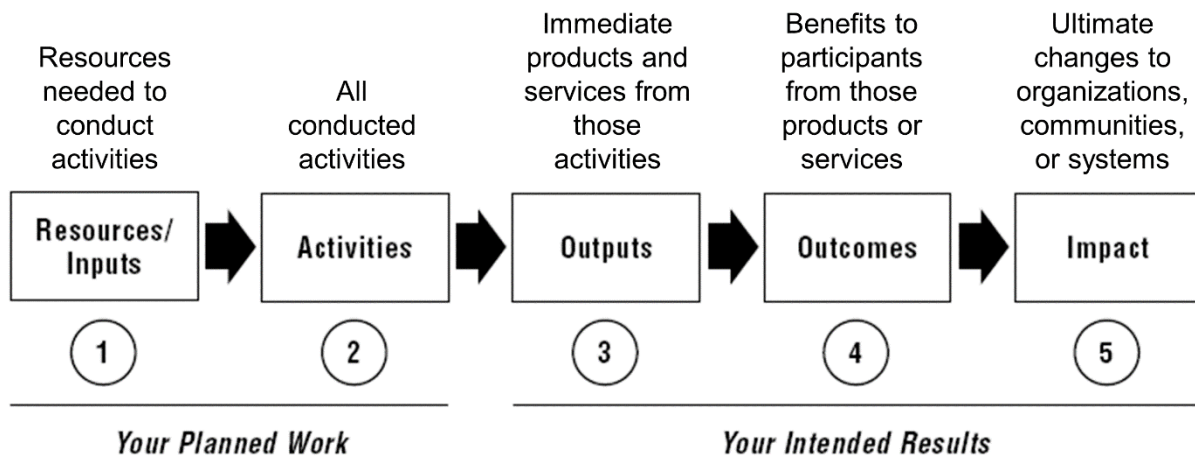 Resources
needed to
conduct
activities
All
conducted
activities
Immediate
products and
services from
those
activities
Benefits to
participants
from those
products or
services
Ultimate
changes to
organizations,
communities,
or systems
Resources/
Inputs
Activities
Outputs
Outcomes
Impact
1
2
3
4
5
Your Planned Work
Your Intended Results